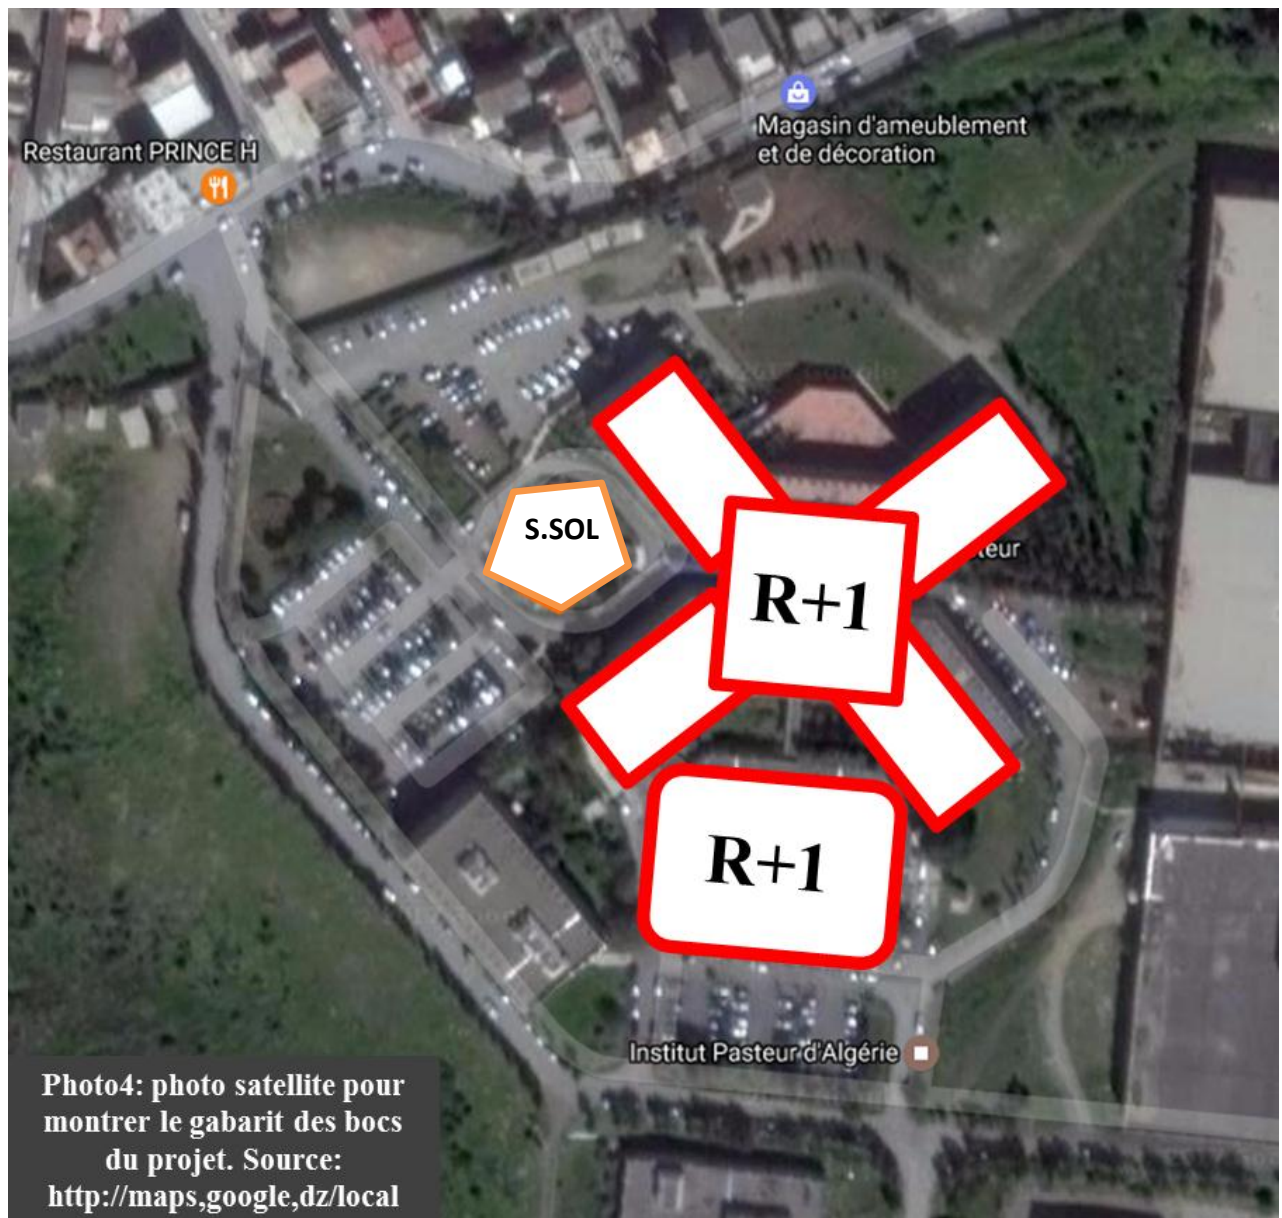 Magasin d'ameublement
et de décoration
Restaurant PRINCE H
S.SOL
teur
R+1
R+1
Institut Pasteur d'Algérie
Photo4: photo satellite pour
montrer le gabarit des bocs
du projet. Source:
http://maps,google,dz/local